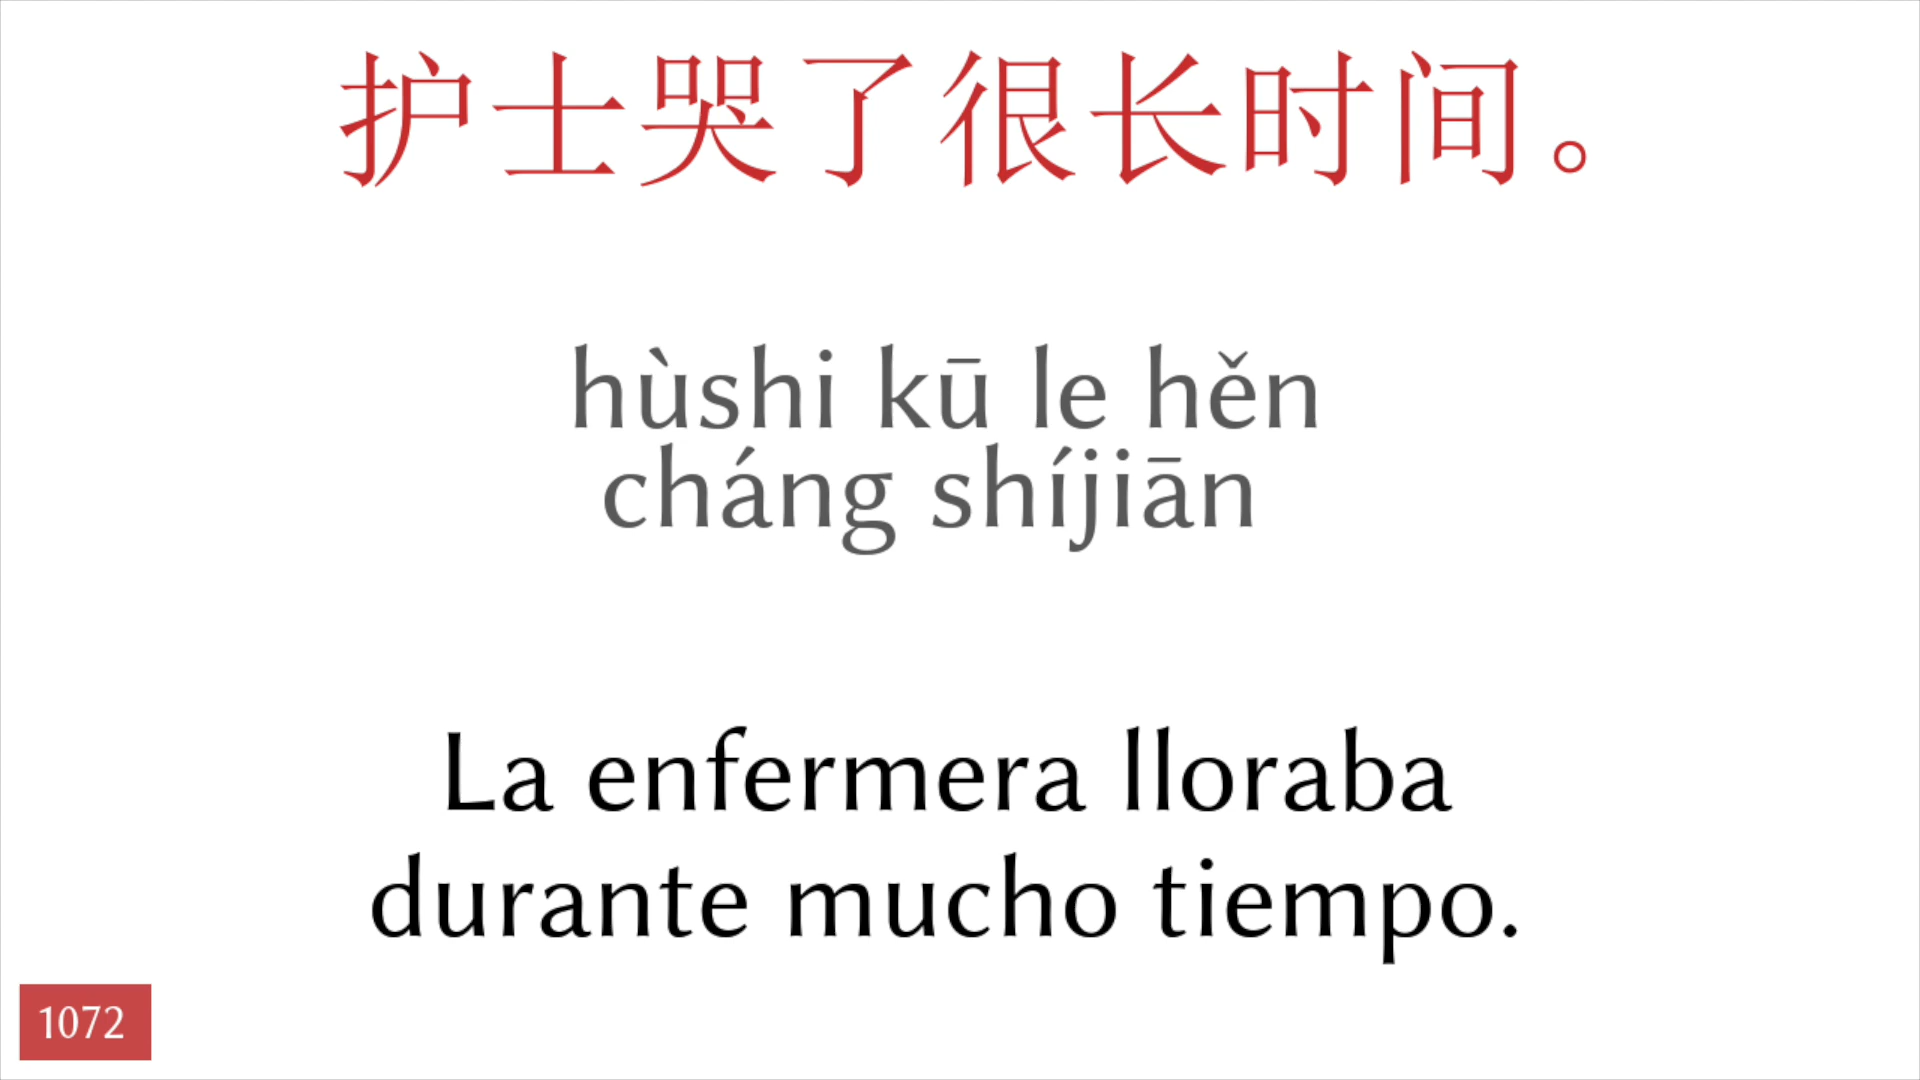 护士哭了很长时间。
hùshi kū le hěn
cháng shíjiān
La enfermera lloraba
durante mucho tiempo.
1072